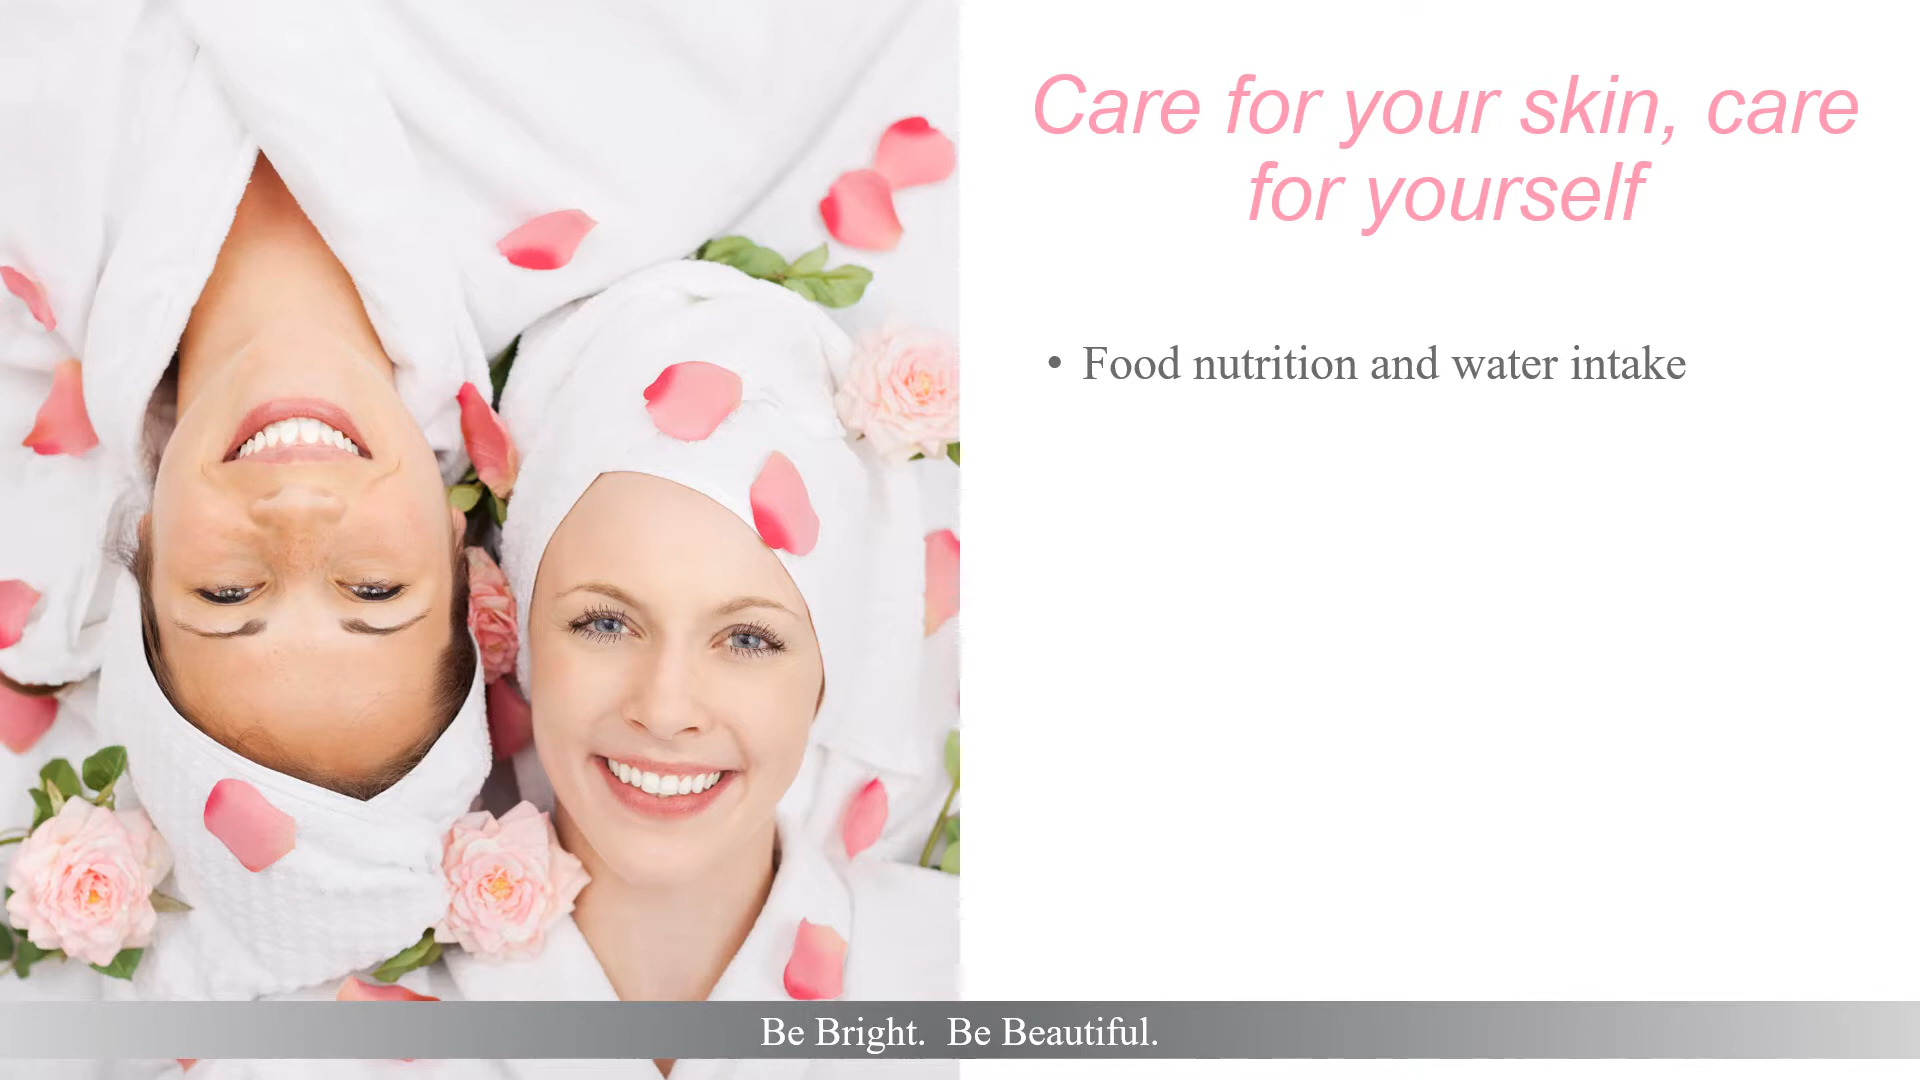 Care for your skin, care
for yourself
• Food nutrition and water intake
Be Bright.  Be Beautiful.